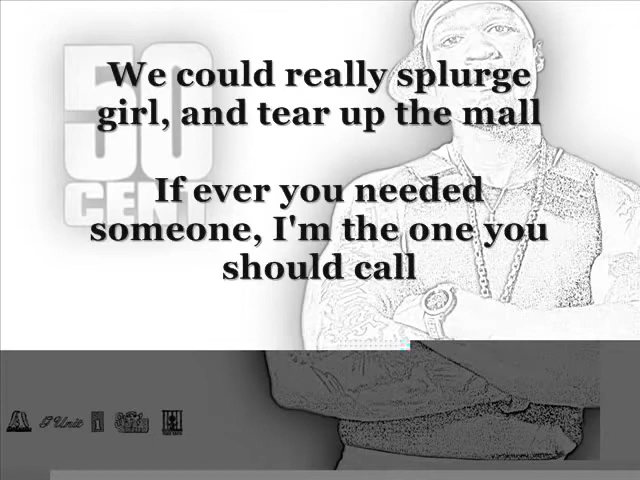 50
CENT
We could really splurge
girl, and tear up the mall
If ever you needed
someone, I'm the one you
should call
G Unit